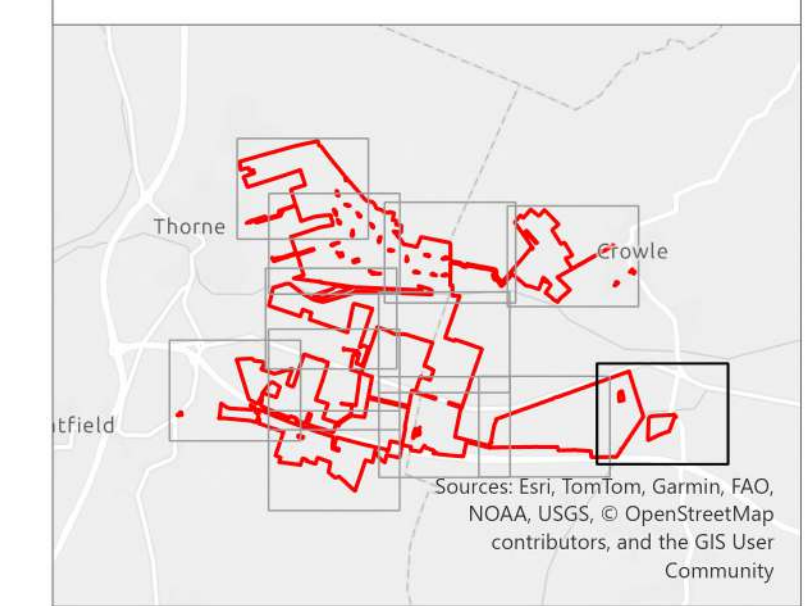 Thorne
Crowle
tfield
Sources: Esri, TomTom, Garmin, FAO,
NOAA, USGS, © OpenStreetMap
contributors, and the GIS User
Community